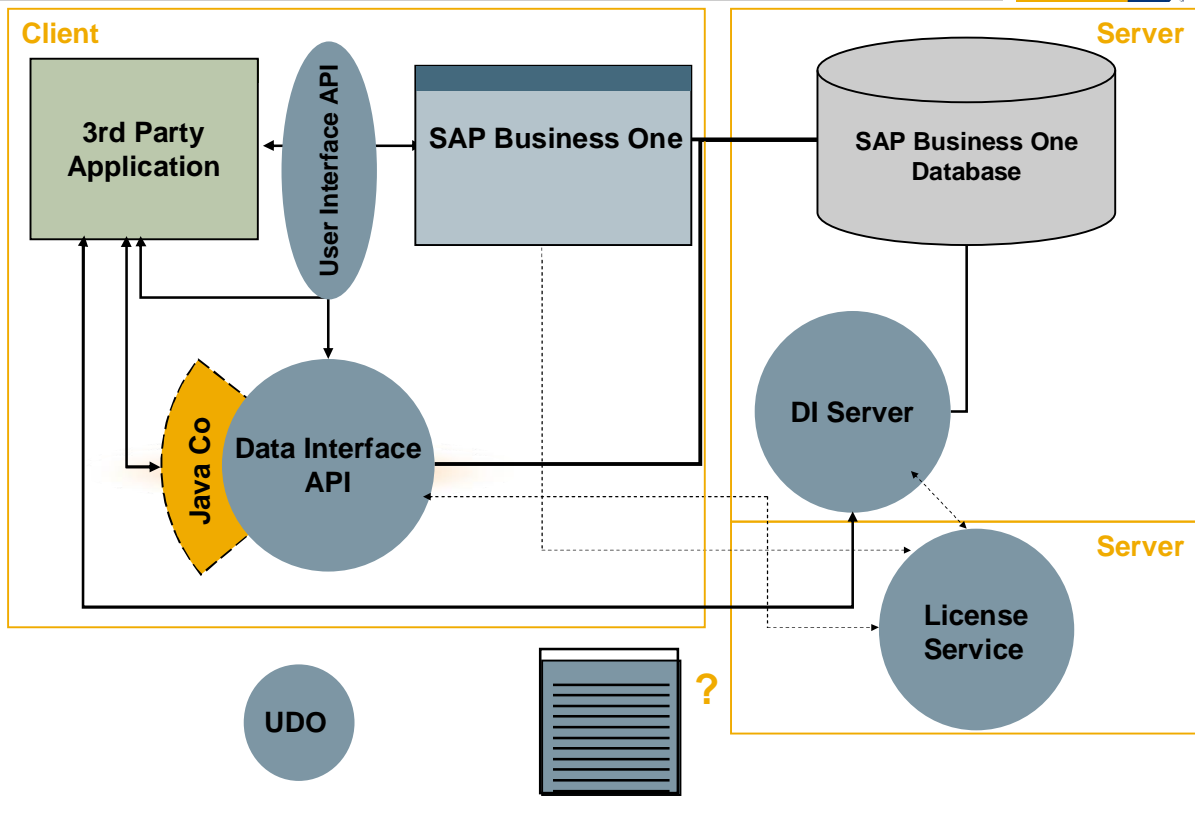 Client
Server
3rd Party
Application
User Interface API
SAP Business One
SAP Business One
Database
Java Co
Data Interface
API
DI Server
Server
License
Service
UDO
?